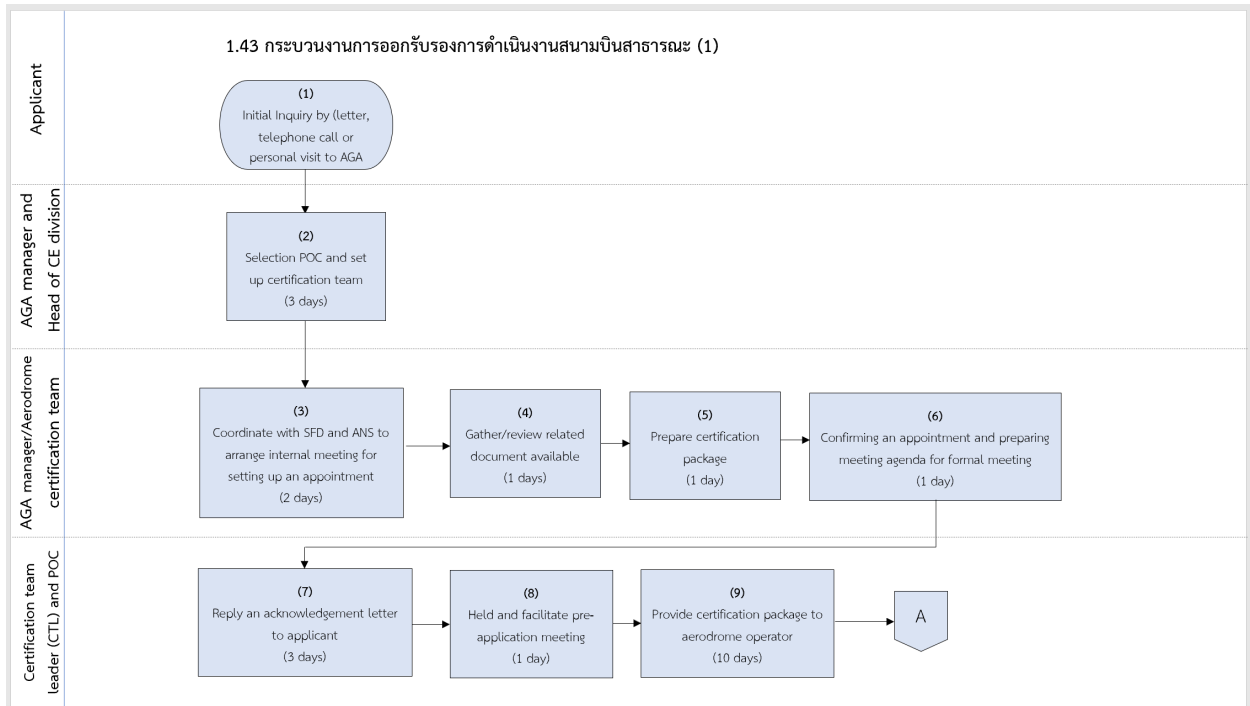 1.43 กระบวนงานการออกรับรองการดำเนินงานสนามบินสาธารณะ (1)
Applicant
(1)
Initial Inquiry by (letter,
telephone call or
personal visit to AGA
AGA manager and
Head of CE division
(2)
Selection POC and set
up certification team
(3 days)
AGA manager/Aerodrome
certification team
(3)
Coordinate with SFD and ANS to
arrange internal meeting for
setting up an appointment
(2 days)
(4)
Gather/review related
document available
(1 days)
(5)
Prepare certification
package
(1 day)
(6)
Confirming an appointment and preparing
meeting agenda for formal meeting
(1 day)
Certification team
leader (CTL) and POC
(7)
Reply an acknowledgement letter
to applicant
(3 days)
(8)
Held and facilitate pre-
application meeting
(1 day)
(9)
Provide certification package to
aerodrome operator
(10 days)
A